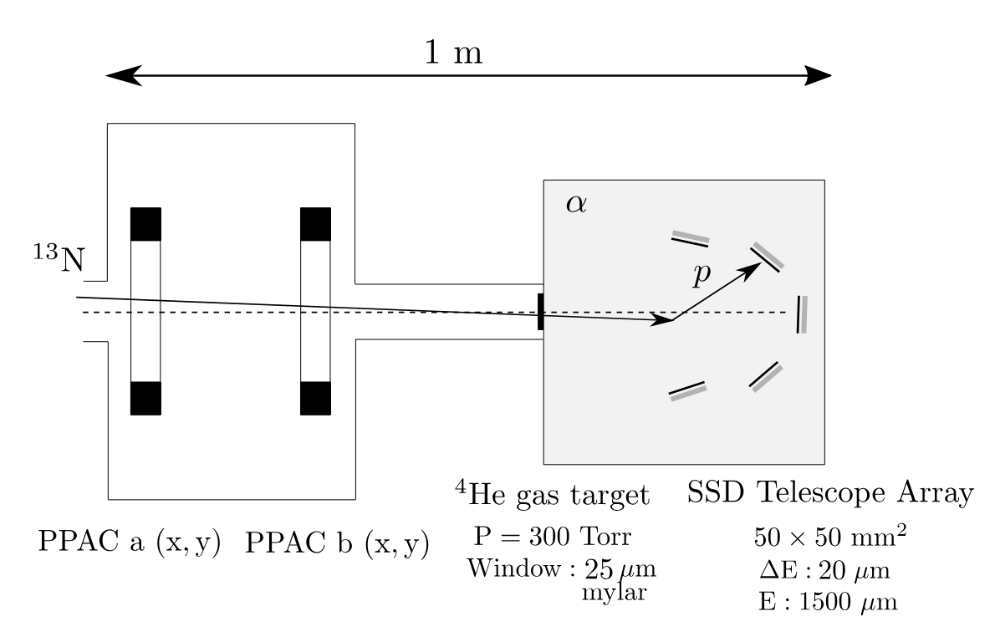 1 m
α
¹³N
p
⁴He gas target
SSD Telescope Array
PPAC a (x, y)
PPAC b (x, y)
P = 300 Torr
50 × 50 mm²
Window : 25 μm
mylar
ΔE : 20 μm
E : 1500 μm